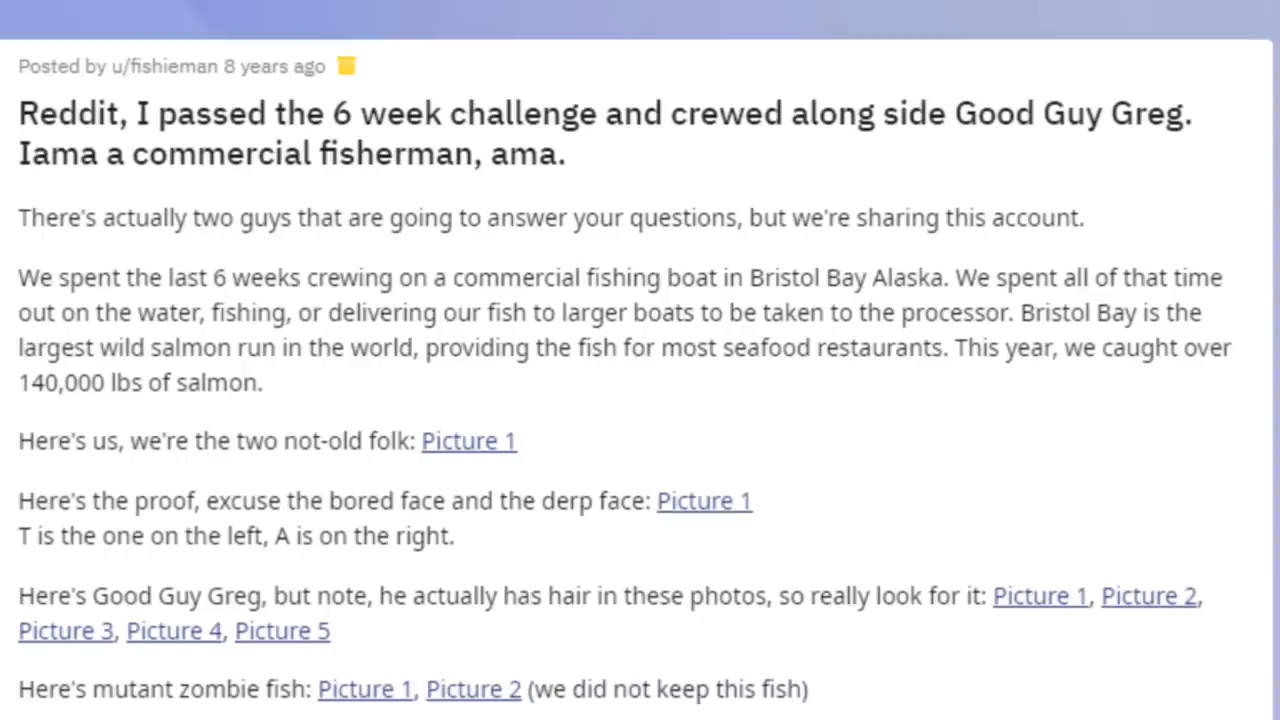 Posted by u/fishieman 8 years ago
Reddit, I passed the 6 week challenge and crewed along side Good Guy Greg.
Iama a commercial fisherman, ama.
There's actually two guys that are going to answer your questions, but we're sharing this account.
We spent the last 6 weeks crewing on a commercial fishing boat in Bristol Bay Alaska. We spent all of that time
out on the water, fishing, or delivering our fish to larger boats to be taken to the processor. Bristol Bay is the
largest wild salmon run in the world, providing the fish for most seafood restaurants. This year, we caught over
140,000 lbs of salmon.
Here's us, we're the two not-old folk: Picture 1
Here's the proof, excuse the bored face and the derp face: Picture 1
T is the one on the left, A is on the right.
Here's Good Guy Greg, but note, he actually has hair in these photos, so really look for it: Picture 1, Picture 2,
Picture 3, Picture 4, Picture 5
Here's mutant zombie fish: Picture 1, Picture 2 (we did not keep this fish)